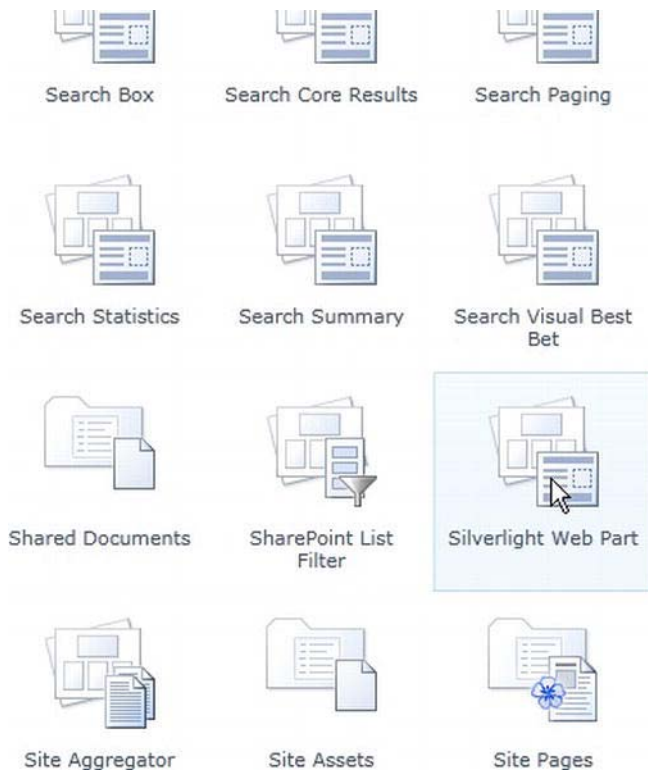 Search Box
Search Core Results
Search Paging
Search Statistics
Search Summary
Search Visual Best
Bet
Shared Documents
SharePoint List
Filter
Silverlight Web Part
Site Aggregator
Site Assets
Site Pages